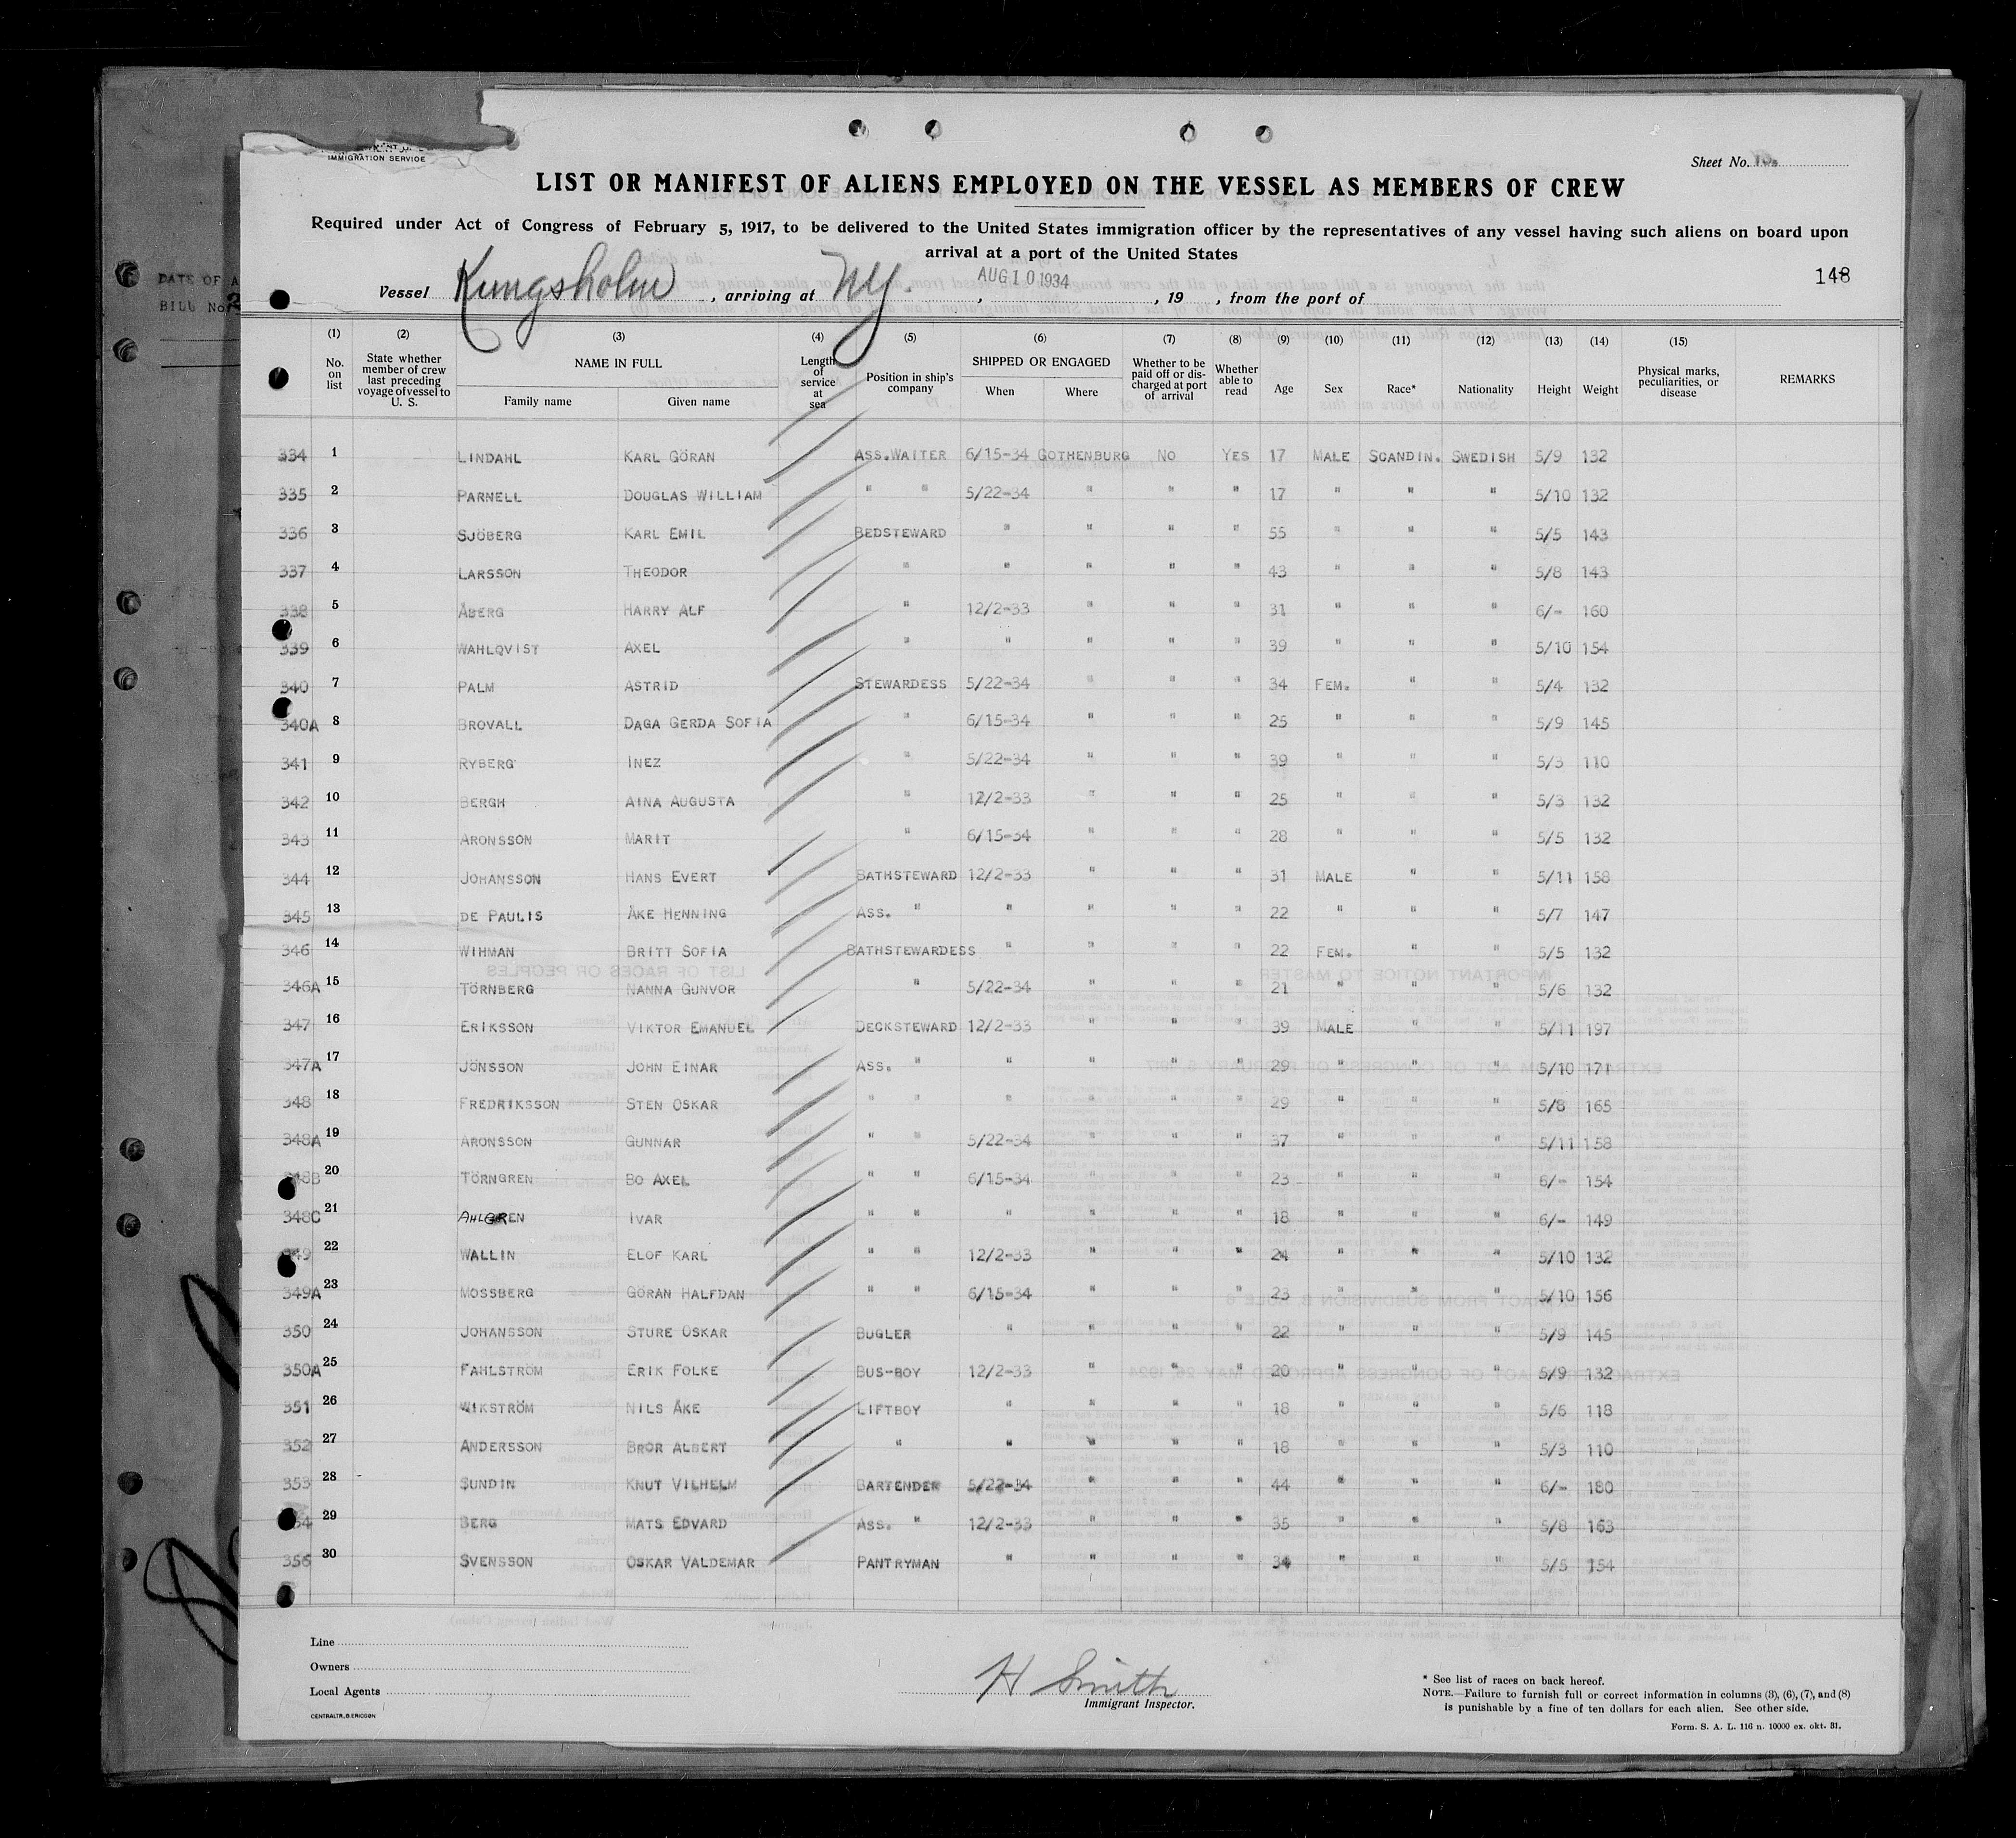 IMMIGRATION SERVICE
Sheet No.
LIST OR MANIFEST OF ALIENS EMPLOYED ON THE VESSEL AS MEMBERS OF CREW
Required under Act of Congress of February 5, 1917, to be delivered to the United States immigration officer by the representatives of any vessel having such aliens on board upon
arrival at a port of the United States
DATE OF A
BILL No. 2
Vessel Kungsholm, arriving at NY. , AUG 10 1934 , 19 , from the port of
148
(1) (2) (3) (4) (5) (6) (7) (8) (9) (10) (11) (12) (13) (14) (15)
No. on list State whether member of crew last preceding voyage of vessel to U. S. NAME IN FULL Family name Given name Length of service at sea Position in ship's company SHIPPED OR ENGAGED When Where Whether to be paid off or discharged at port of arrival Whether able to read Age Sex Race* Nationality Height Weight Physical marks, peculiarities, or disease REMARKS
334 1 LINDAHL KARL GÖRAN ASS.WAITER 6/15-34 GOTHENBURG NO YES 17 MALE SCANDIN. SWEDISH 5/9 132
335 2 PARNELL DOUGLAS WILLIAM " " 5/22-34 " " " 17 " " " 5/10 132
336 3 SJÖBERG KARL EMIL BEDSTEWARD " " " " 55 " " " 5/5 143
337 4 LARSSON THEODOR " " " " " 43 " " " 5/8 143
338 5 ÅBERG HARRY ALF " 12/2-33 " " " 31 " " " 6/- 160
339 6 WAHLQVIST AXEL " " " " " 39 " " " 5/10 154
340 7 PALM ASTRID STEWARDESS 5/22-34 " " " 34 FEM. " " 5/4 132
340A 8 BROVALL DAGA GERDA SOFIA " 6/15-34 " " " 25 " " " 5/9 145
341 9 RYBERG INEZ " 5/22-34 " " " 39 " " " 5/3 110
342 10 BERGH AINA AUGUSTA " 12/2-33 " " " 25 " " " 5/3 132
343 11 ARONSSON MARIT " 6/15-34 " " " 28 " " " 5/5 132
344 12 JOHANSSON HANS EVERT BATHSTEWARD 12/2-33 " " " 31 MALE " " 5/11 158
345 13 DE PAULIS ÅKE HENNING ASS. " " " " " 22 " " " 5/7 147
346 14 WIHMAN BRITT SOFIA BATHSTEWARDESS " " " " 22 FEM. " " 5/5 132
346A 15 TÖRNBERG NANNA GUNVOR " 5/22-34 " " " 21 " " " 5/6 132
347 16 ERIKSSON VIKTOR EMANUEL DECKSTEWARD 12/2-33 " " " 39 MALE " " 5/11 197
347A 17 JÖNSSON JOHN EINAR ASS. " " " " " 29 " " " 5/10 171
348 18 FREDRIKSSON STEN OSKAR " " " " " " 29 " " " 5/8 165
348A 19 ARONSSON GUNNAR " " 5/22-34 " " " 37 " " " 5/11 158
348B 20 TÖRNGREN BO AXEL " " 6/15-34 " " " 23 " " " 6/- 154
348C 21 AHLGREN IVAR " " " " " " 18 " " " 6/- 149
349 22 WALLIN ELOF KARL " " 12/2-33 " " " 24 " " " 5/10 132
349A 23 MOSSBERG GÖRAN HALFDAN " " 6/15-34 " " " 23 " " " 5/10 156
350 24 JOHANSSON STURE OSKAR BUGLER " " " " 22 " " " 5/9 145
350A 25 FAHLSTRÖM ERIK FOLKE BUS-BOY 12/2-33 " " " 20 " " " 5/9 132
351 26 WIKSTRÖM NILS ÅKE LIFTBOY " " " " 18 " " " 5/6 118
352 27 ANDERSSON BROR ALBERT " " " " " 18 " " " 5/3 110
353 28 SUNDIN KNUT VILHELM BARTENDER 5/22-34 " " " 44 " " " 6/- 180
354 29 BERG MATS EDVARD ASS. " 12/2-33 " " " 35 " " " 5/8 163
356 30 SVENSSON OSKAR VALDEMAR PANTRYMAN " " " " 34 " " " 5/5 154
Line
Owners
Local Agents
CENTRALTR., G. ERICSON
H Smith
Immigrant Inspector.
* See list of races on back hereof.
NOTE.—Failure to furnish full or correct information in columns (3), (6), (7), and (8)
is punishable by a fine of ten dollars for each alien. See other side.
Form. S. A. L. 116 n. 10000 ex. okt. 31.